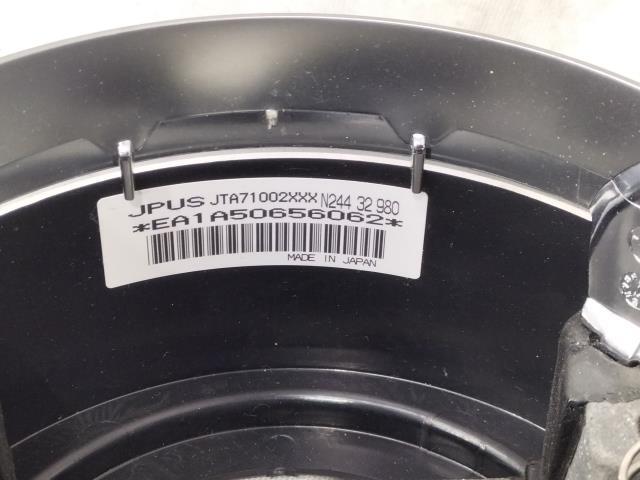 JPUS JTA71002XXX N244 32 980
*EA1A50656062*
MADE IN JAPAN